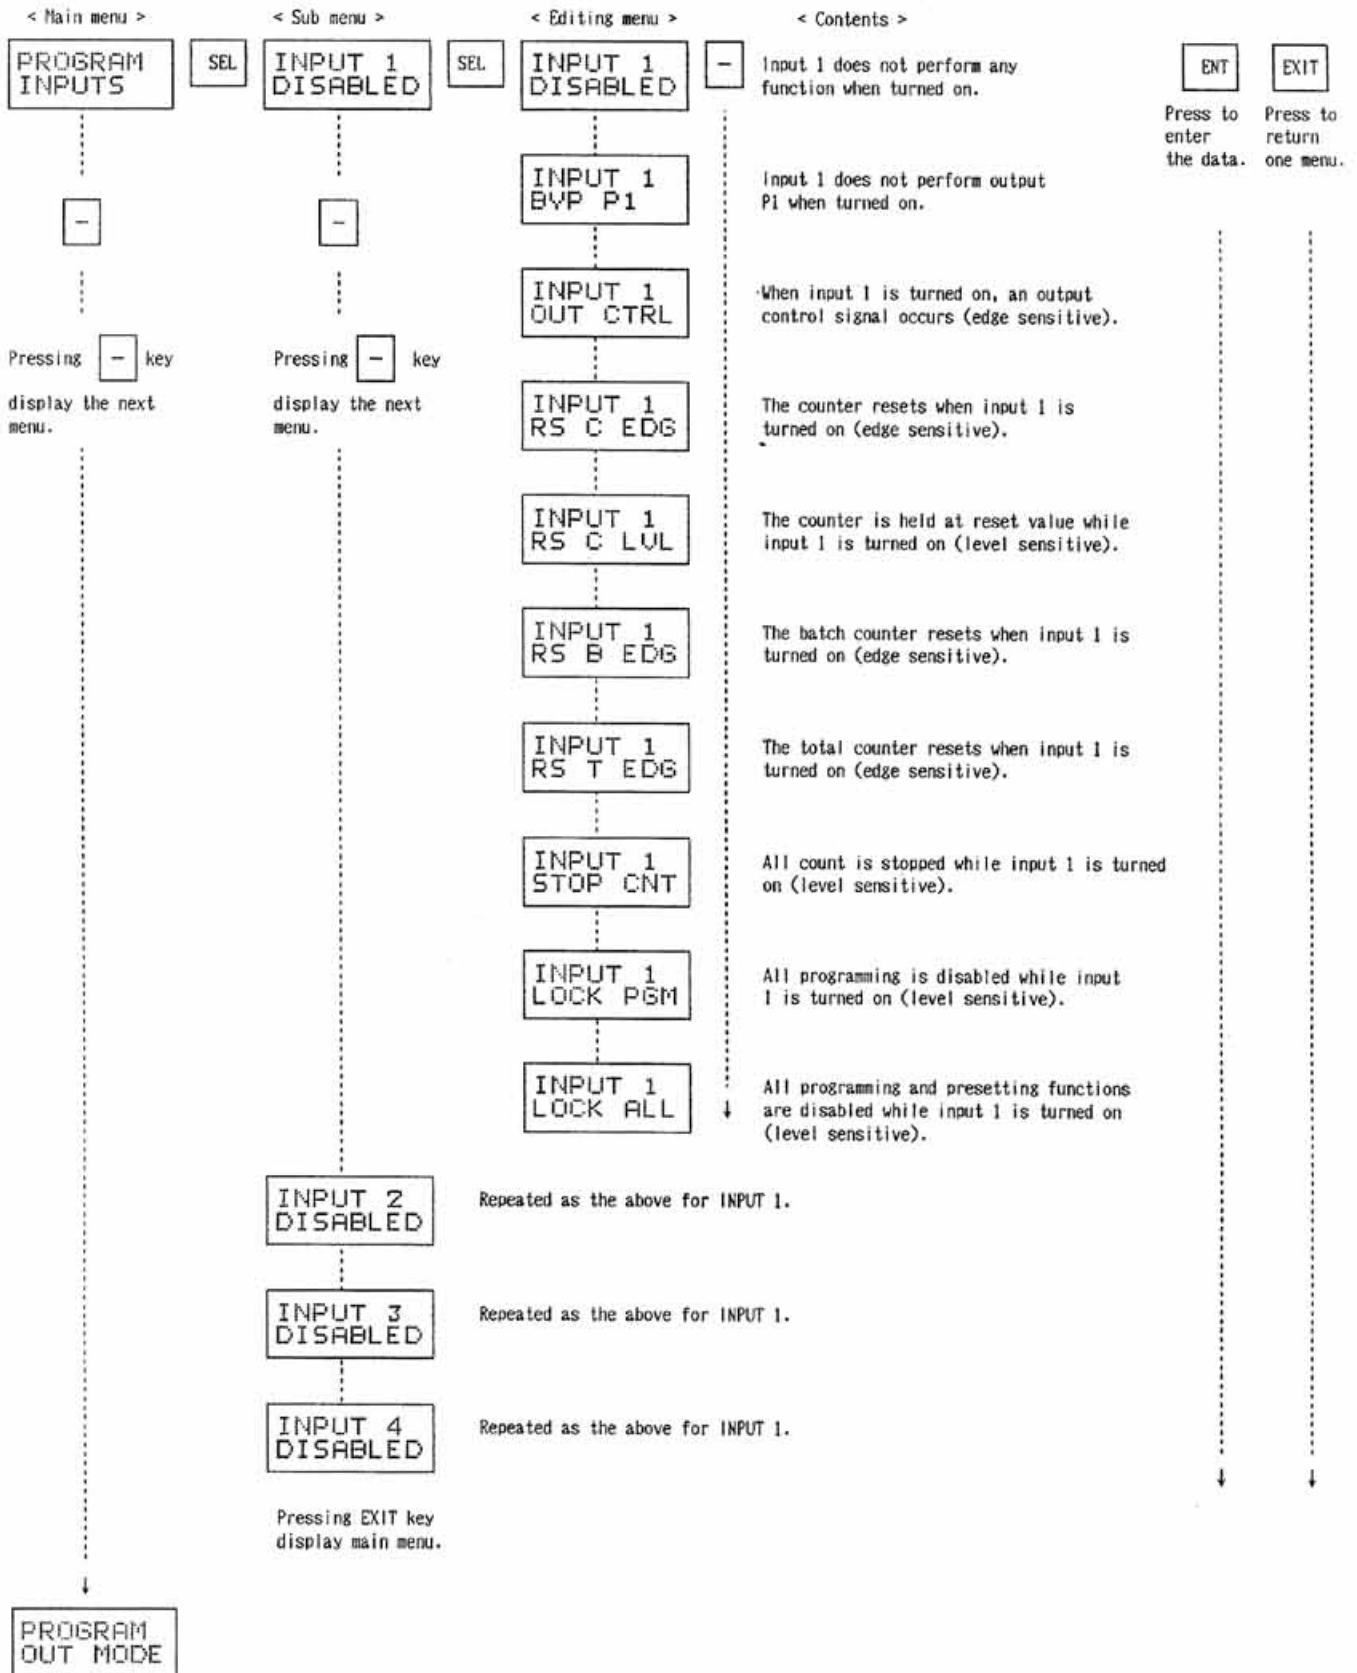 < Main menu >
< Sub menu >
< Editing menu >
< Contents >
PROGRAM
INPUTS
SEL
INPUT 1
DISABLED
SEL
INPUT 1
DISABLED
-
Input 1 does not perform any
function when turned on.
ENT
EXIT
Press to
enter
the data.
Press to
return
one menu.
INPUT 1
BYP P1
Input 1 does not perform output
P1 when turned on.
-
-
INPUT 1
OUT CTRL
When input 1 is turned on, an output
control signal occurs (edge sensitive).
Pressing - key
display the next
menu.
Pressing - key
display the next
menu.
INPUT 1
RS C EDG
The counter resets when input 1 is
turned on (edge sensitive).
INPUT 1
RS C LVL
The counter is held at reset value while
input 1 is turned on (level sensitive).
INPUT 1
RS B EDG
The batch counter resets when input 1 is
turned on (edge sensitive).
INPUT 1
RS T EDG
The total counter resets when input 1 is
turned on (edge sensitive).
INPUT 1
STOP CNT
All count is stopped while input 1 is turned
on (level sensitive).
INPUT 1
LOCK PGM
All programming is disabled while input
1 is turned on (level sensitive).
INPUT 1
LOCK ALL
All programming and presetting functions
are disabled while input 1 is turned on
(level sensitive).
INPUT 2
DISABLED
Repeated as the above for INPUT 1.
INPUT 3
DISABLED
Repeated as the above for INPUT 1.
INPUT 4
DISABLED
Repeated as the above for INPUT 1.
Pressing EXIT key
display main menu.
PROGRAM
OUT MODE